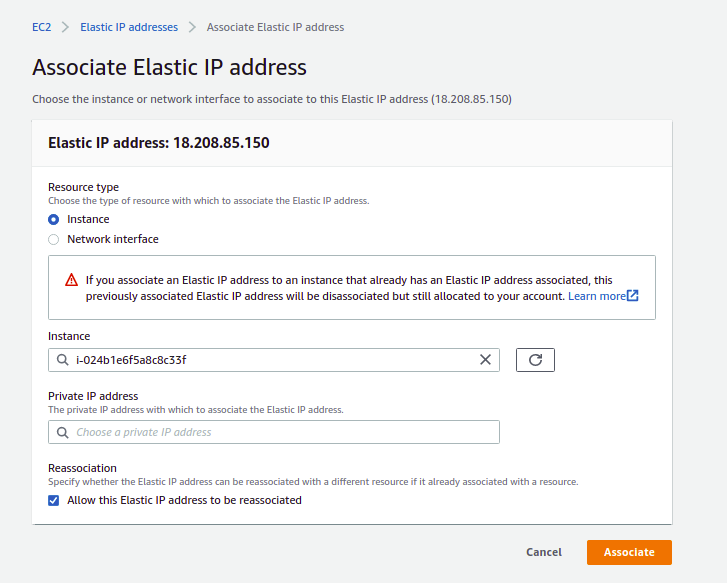 EC2 > Elastic IP addresses > Associate Elastic IP address
Associate Elastic IP address
Choose the instance or network interface to associate to this Elastic IP address (18.208.85.150)
Elastic IP address: 18.208.85.150
Resource type
Choose the type of resource with which to associate the Elastic IP address.
Instance
Network interface
If you associate an Elastic IP address to an instance that already has an Elastic IP address associated, this
previously associated Elastic IP address will be disassociated but still allocated to your account. Learn more
Instance
i-024b1e6f5a8c8c33f
Private IP address
The private IP address with which to associate the Elastic IP address.
Choose a private IP address
Reassociation
Specify whether the Elastic IP address can be reassociated with a different resource if it already associated with a resource.
Allow this Elastic IP address to be reassociated
Cancel Associate